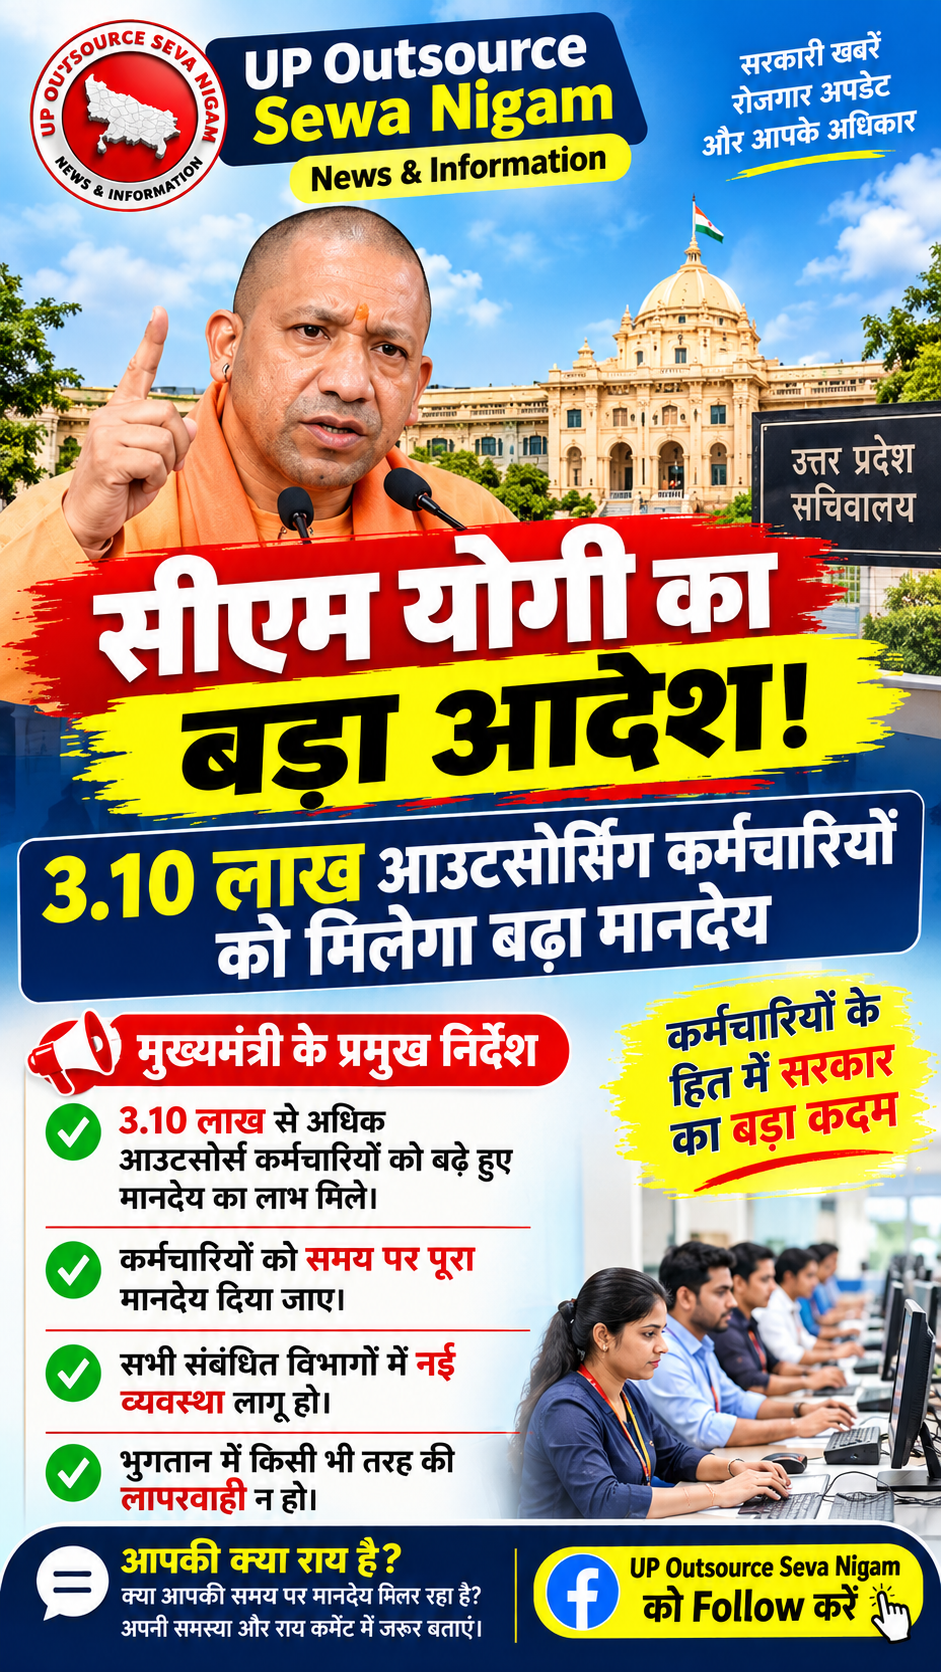 UP OUTSOURCE SEVA NIGAM
NEWS & INFORMATION
UP Outsource
Sewa Nigam
News & Information
सरकारी खबरें
रोजगार अपडेट
और आपके अधिकार
उत्तर प्रदेश
सचिवालय
सीएम योगी का
बड़ा आदेश!
3.10 लाख आउटसोर्सिग कर्मचारियों
को मिलेगा बढ़ा मानदेय
मुख्यमंत्री के प्रमुख निर्देश
कर्मचारियों के
हित में सरकार
का बड़ा कदम
3.10 लाख से अधिक
आउटसोर्स कर्मचारियों को बढ़े हुए
मानदेय का लाभ मिले।
कर्मचारियों को समय पर पूरा
मानदेय दिया जाए।
सभी संबंधित विभागों में नई
व्यवस्था लागू हो।
भुगतान में किसी भी तरह की
लापरवाही न हो।
आपकी क्या राय है?
क्या आपकी समय पर मानदेय मिलर रहा है?
अपनी समस्या और राय कमेंट में जरूर बताएं।
UP Outsource Seva Nigam
को Follow करें